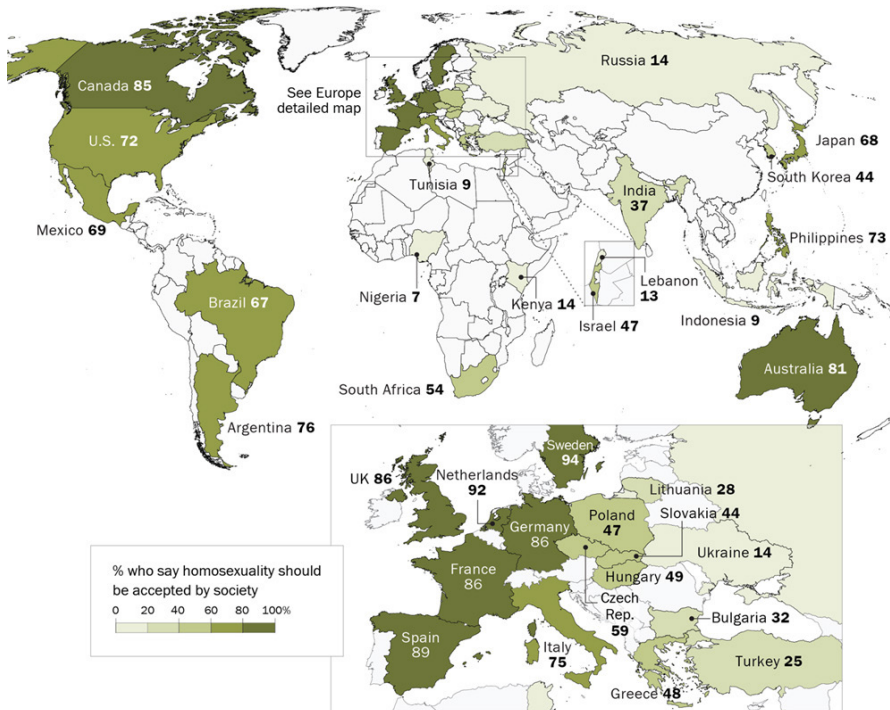 Canada 85
U.S. 72
Mexico 69
Brazil 67
Argentina 76
See Europe
detailed map
Russia 14
Japan 68
South Korea 44
Tunisia 9
India
37
Philippines 73
Nigeria 7
Kenya 14
Lebanon
13
Israel 47
Indonesia 9
South Africa 54
Australia 81
Sweden
94
UK 86
Netherlands
92
Lithuania 28
Slovakia 44
Poland
47
Germany
86
Ukraine 14
France
86
Hungary 49
Czech
Rep.
59
Bulgaria 32
Spain
89
Italy 75
Turkey 25
Greece 48
% who say homosexuality should
be accepted by society
0 20 40 60 80 100%